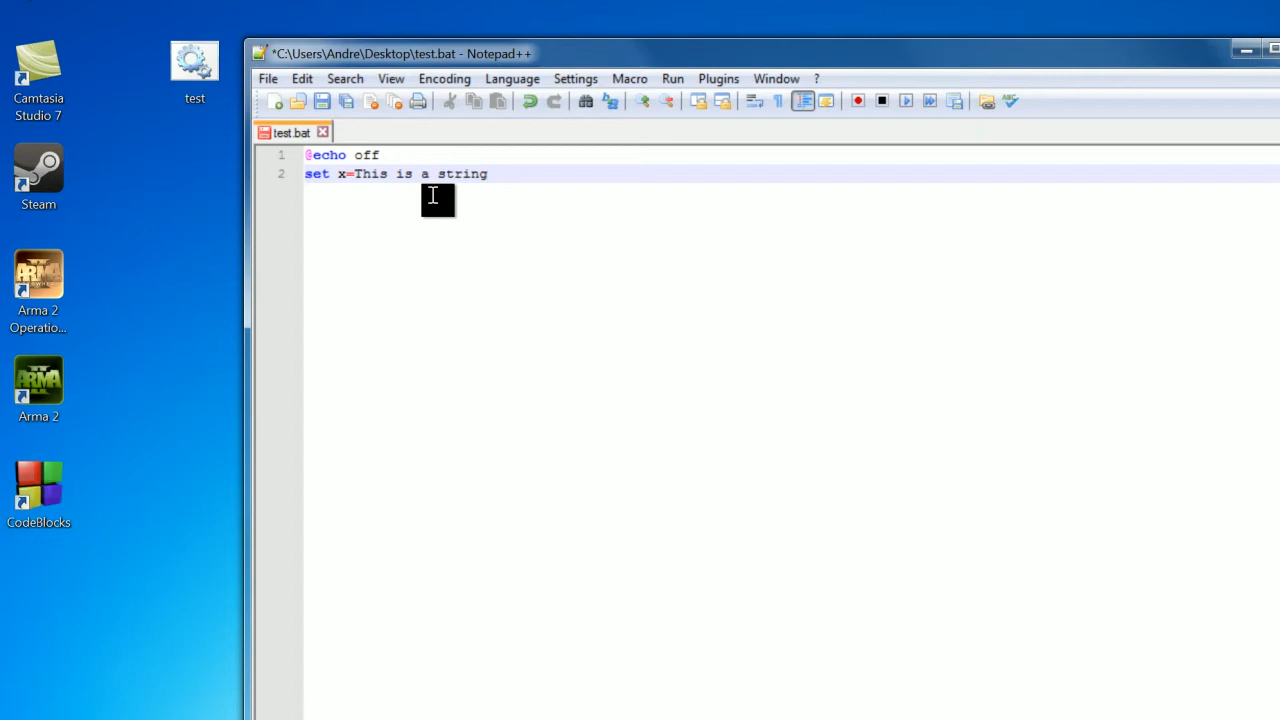 *C:\Users\Andre\Desktop\test.bat - Notepad++
File Edit Search View Encoding Language Settings Macro Run Plugins Window ?
test.bat
1 @echo off
2 set x=This is a string
Camtasia
Studio 7
test
Steam
Arma 2
Operatio...
Arma 2
CodeBlocks